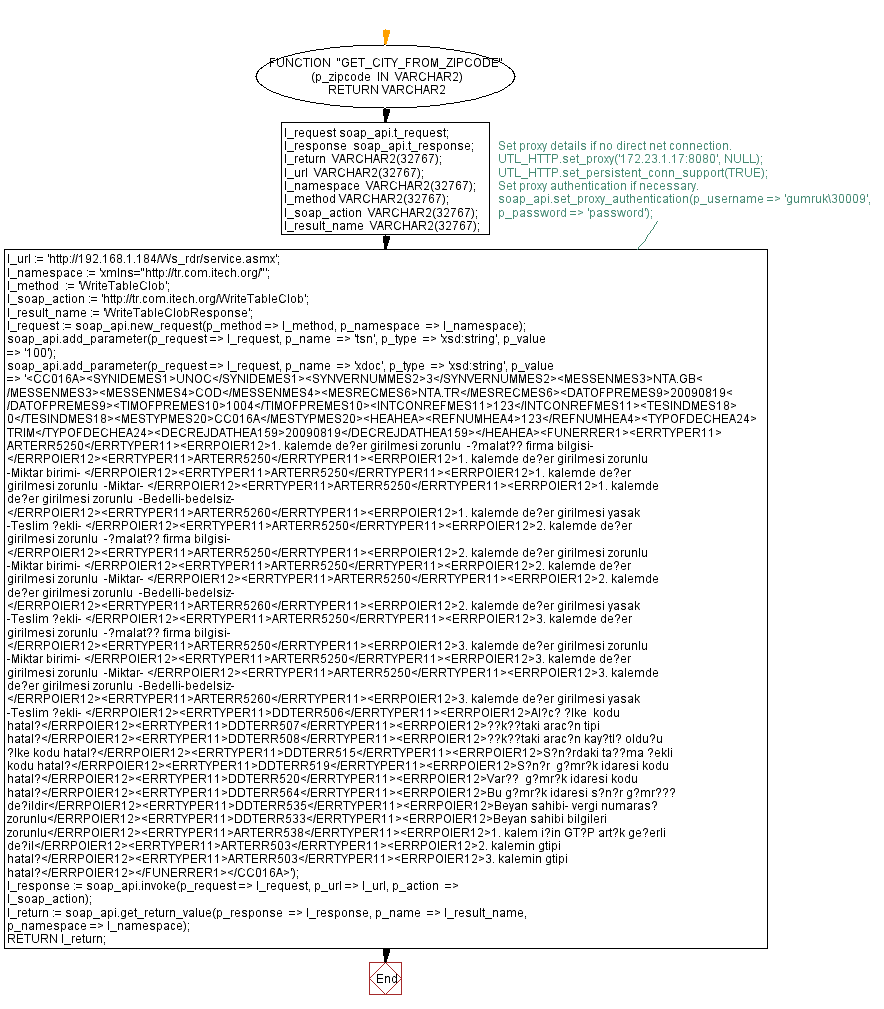 FUNCTION "GET_CITY_FROM_ZIPCODE"
(p_zipcode IN VARCHAR2)
RETURN VARCHAR2
l_request soap_api.t_request;
l_response soap_api.t_response;
l_return VARCHAR2(32767);
l_url VARCHAR2(32767);
l_namespace VARCHAR2(32767);
l_method VARCHAR2(32767);
l_soap_action VARCHAR2(32767);
l_result_name VARCHAR2(32767);
Set proxy details if no direct net connection.
UTL_HTTP.set_proxy('172.23.1.17:8080', NULL);
UTL_HTTP.set_persistent_conn_support(TRUE);
Set proxy authentication if necessary.
soap_api.set_proxy_authentication(p_username => 'gumruk\30009',
p_password => 'password');
l_url := 'http://192.168.1.184/Ws_rdr/service.asmx';
l_namespace := 'xmlns="http://tr.com.itech.org/"';
l_method := 'WriteTableClob';
l_soap_action := 'http://tr.com.itech.org/WriteTableClob';
l_result_name := 'WriteTableClobResponse';
l_request := soap_api.new_request(p_method => l_method, p_namespace => l_namespace);
soap_api.add_parameter(p_request => l_request, p_name => 'tsn', p_type => 'xsd:string', p_value
=> '100');
soap_api.add_parameter(p_request => l_request, p_name => 'xdoc', p_type => 'xsd:string', p_value
=> '<CC016A><SYNIDEMES1>UNOC</SYNIDEMES1><SYNVERNUMMES2>3</SYNVERNUMMES2><MESSENMES3>NTA.GB<
/MESSENMES3><MESSENMES4>COD</MESSENMES4><MESRECMES6>NTA.TR</MESRECMES6><DATOFPREMES9>20090819<
/DATOFPREMES9><TIMOFPREMES10>1004</TIMOFPREMES10><INTCONREFMES11>123</INTCONREFMES11><TESINDMES18>
0</TESINDMES18><MESTYPMES20>CC016A</MESTYPMES20><HEAHEA><REFNUMHEA4>123</REFNUMHEA4><TYPOFDECHEA24>
TRIM</TYPOFDECHEA24><DECREJDATHEA159>20090819</DECREJDATHEA159></HEAHEA><FUNERRER1><ERRTYPER11>
ARTERR5250</ERRTYPER11><ERRPOIER12>1. kalemde de?er girilmesi zorunlu -?malat?? firma bilgisi-
</ERRPOIER12><ERRTYPER11>ARTERR5250</ERRTYPER11><ERRPOIER12>1. kalemde de?er girilmesi zorunlu
-Miktar birimi- </ERRPOIER12><ERRTYPER11>ARTERR5250</ERRTYPER11><ERRPOIER12>1. kalemde de?er
girilmesi zorunlu -Miktar- </ERRPOIER12><ERRTYPER11>ARTERR5250</ERRTYPER11><ERRPOIER12>1. kalemde
de?er girilmesi zorunlu -Bedelli-bedelsiz-
</ERRPOIER12><ERRTYPER11>ARTERR5260</ERRTYPER11><ERRPOIER12>1. kalemde de?er girilmesi yasak
-Teslim ?ekli- </ERRPOIER12><ERRTYPER11>ARTERR5250</ERRTYPER11><ERRPOIER12>2. kalemde de?er
girilmesi zorunlu -?malat?? firma bilgisi-
</ERRPOIER12><ERRTYPER11>ARTERR5250</ERRTYPER11><ERRPOIER12>2. kalemde de?er girilmesi zorunlu
-Miktar birimi- </ERRPOIER12><ERRTYPER11>ARTERR5250</ERRTYPER11><ERRPOIER12>2. kalemde de?er
girilmesi zorunlu -Miktar- </ERRPOIER12><ERRTYPER11>ARTERR5250</ERRTYPER11><ERRPOIER12>2. kalemde
de?er girilmesi zorunlu -Bedelli-bedelsiz-
</ERRPOIER12><ERRTYPER11>ARTERR5260</ERRTYPER11><ERRPOIER12>2. kalemde de?er girilmesi yasak
-Teslim ?ekli- </ERRPOIER12><ERRTYPER11>ARTERR5250</ERRTYPER11><ERRPOIER12>3. kalemde de?er
girilmesi zorunlu -?malat?? firma bilgisi-
</ERRPOIER12><ERRTYPER11>ARTERR5250</ERRTYPER11><ERRPOIER12>3. kalemde de?er girilmesi zorunlu
-Miktar birimi- </ERRPOIER12><ERRTYPER11>ARTERR5250</ERRTYPER11><ERRPOIER12>3. kalemde de?er
girilmesi zorunlu -Miktar- </ERRPOIER12><ERRTYPER11>ARTERR5250</ERRTYPER11><ERRPOIER12>3. kalemde
de?er girilmesi zorunlu -Bedelli-bedelsiz-
</ERRPOIER12><ERRTYPER11>ARTERR5260</ERRTYPER11><ERRPOIER12>3. kalemde de?er girilmesi yasak
-Teslim ?ekli- </ERRPOIER12><ERRTYPER11>DDTERR506</ERRTYPER11><ERRPOIER12>Al?c? ?lke kodu
hatal?</ERRPOIER12><ERRTYPER11>DDTERR507</ERRTYPER11><ERRPOIER12>??k??taki arac?n tipi
hatal?</ERRPOIER12><ERRTYPER11>DDTERR508</ERRTYPER11><ERRPOIER12>??k??taki arac?n kay?tl? oldu?u
?lke kodu hatal?</ERRPOIER12><ERRTYPER11>DDTERR515</ERRTYPER11><ERRPOIER12>S?n?rdaki ta??ma ?ekli
kodu hatal?</ERRPOIER12><ERRTYPER11>DDTERR519</ERRTYPER11><ERRPOIER12>S?n?r g?mr?k idaresi kodu
hatal?</ERRPOIER12><ERRTYPER11>DDTERR520</ERRTYPER11><ERRPOIER12>Var?? g?mr?k idaresi kodu
hatal?</ERRPOIER12><ERRTYPER11>DDTERR564</ERRTYPER11><ERRPOIER12>Bu g?mr?k idaresi s?n?r g?mr???
de?ildir</ERRPOIER12><ERRTYPER11>DDTERR535</ERRTYPER11><ERRPOIER12>Beyan sahibi- vergi numaras?
zorunlu</ERRPOIER12><ERRTYPER11>DDTERR533</ERRTYPER11><ERRPOIER12>Beyan sahibi bilgileri
zorunlu</ERRPOIER12><ERRTYPER11>ARTERR538</ERRTYPER11><ERRPOIER12>1. kalem i?in GT?P art?k ge?erli
de?il</ERRPOIER12><ERRTYPER11>ARTERR503</ERRTYPER11><ERRPOIER12>2. kalemin gtipi
hatal?</ERRPOIER12><ERRTYPER11>ARTERR503</ERRTYPER11><ERRPOIER12>3. kalemin gtipi
hatal?</ERRPOIER12></FUNERRER1></CC016A>');
l_response := soap_api.invoke(p_request => l_request, p_url => l_url, p_action =>
l_soap_action);
l_return := soap_api.get_return_value(p_response => l_response, p_name => l_result_name,
p_namespace => l_namespace);
RETURN l_return;
End